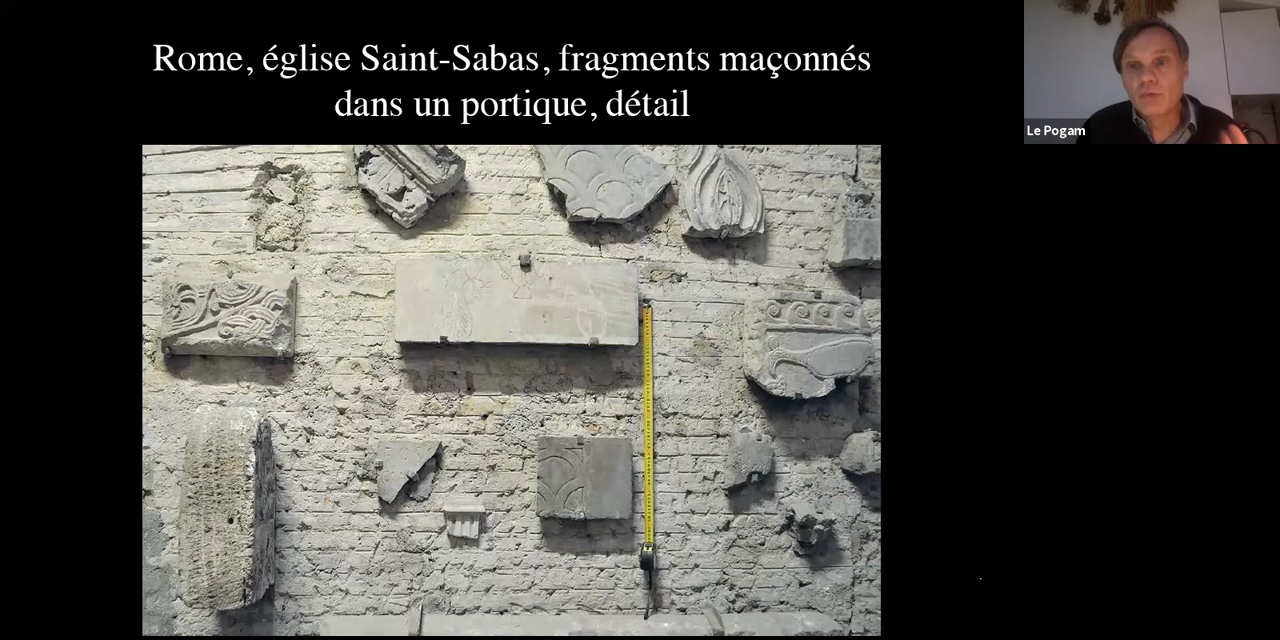 Rome, église Saint-Sabas, fragments maçonnés
dans un portique, détail
Le Pogam